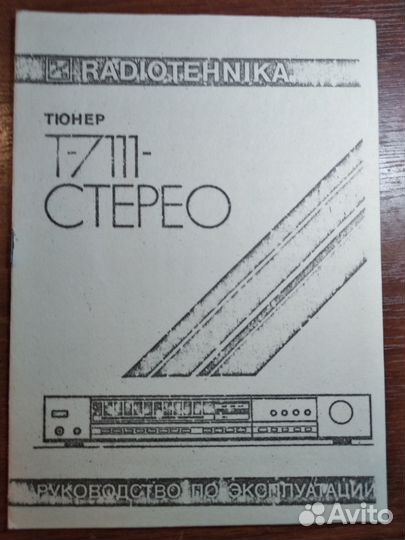 RADIOTEHNIKA
ТЮНЕР
Т-7111-
СТЕРЕО
РУКОВОДСТВО ПО ЭКСПЛУАТАЦИИ
Avito